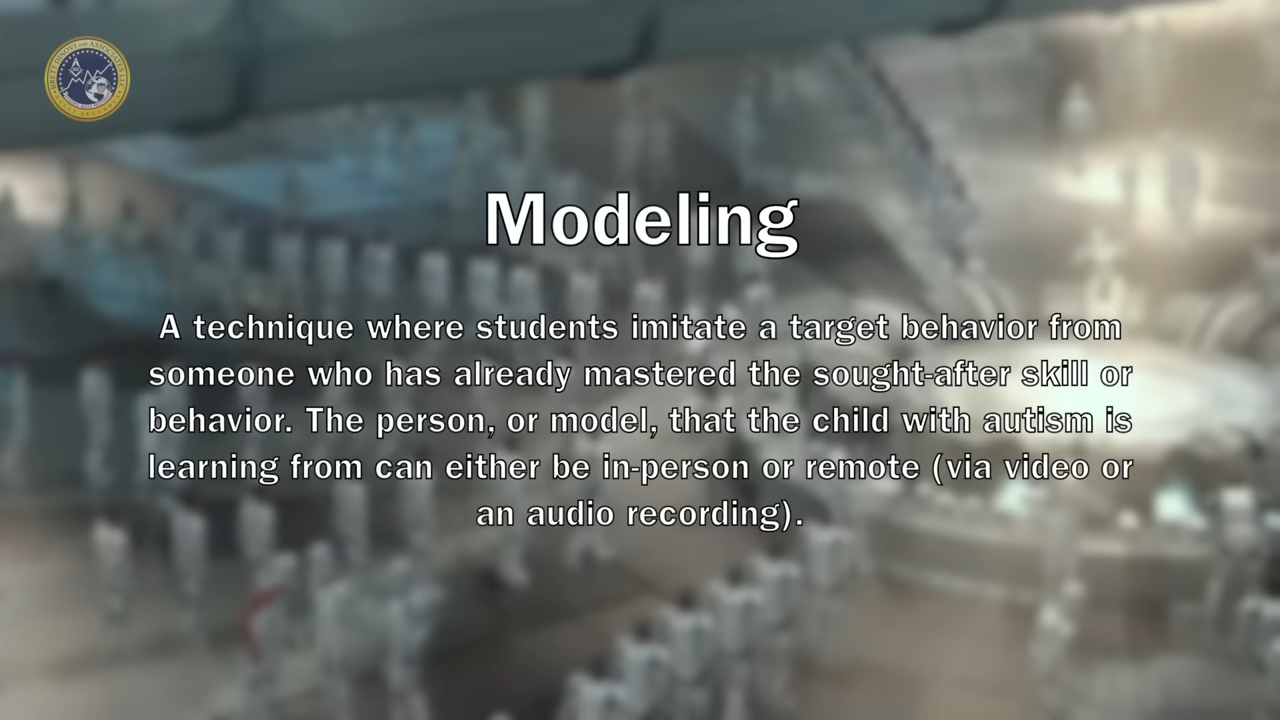 Modeling
A technique where students imitate a target behavior from
someone who has already mastered the sought-after skill or
behavior. The person, or model, that the child with autism is
learning from can either be in-person or remote (via video or
an audio recording).